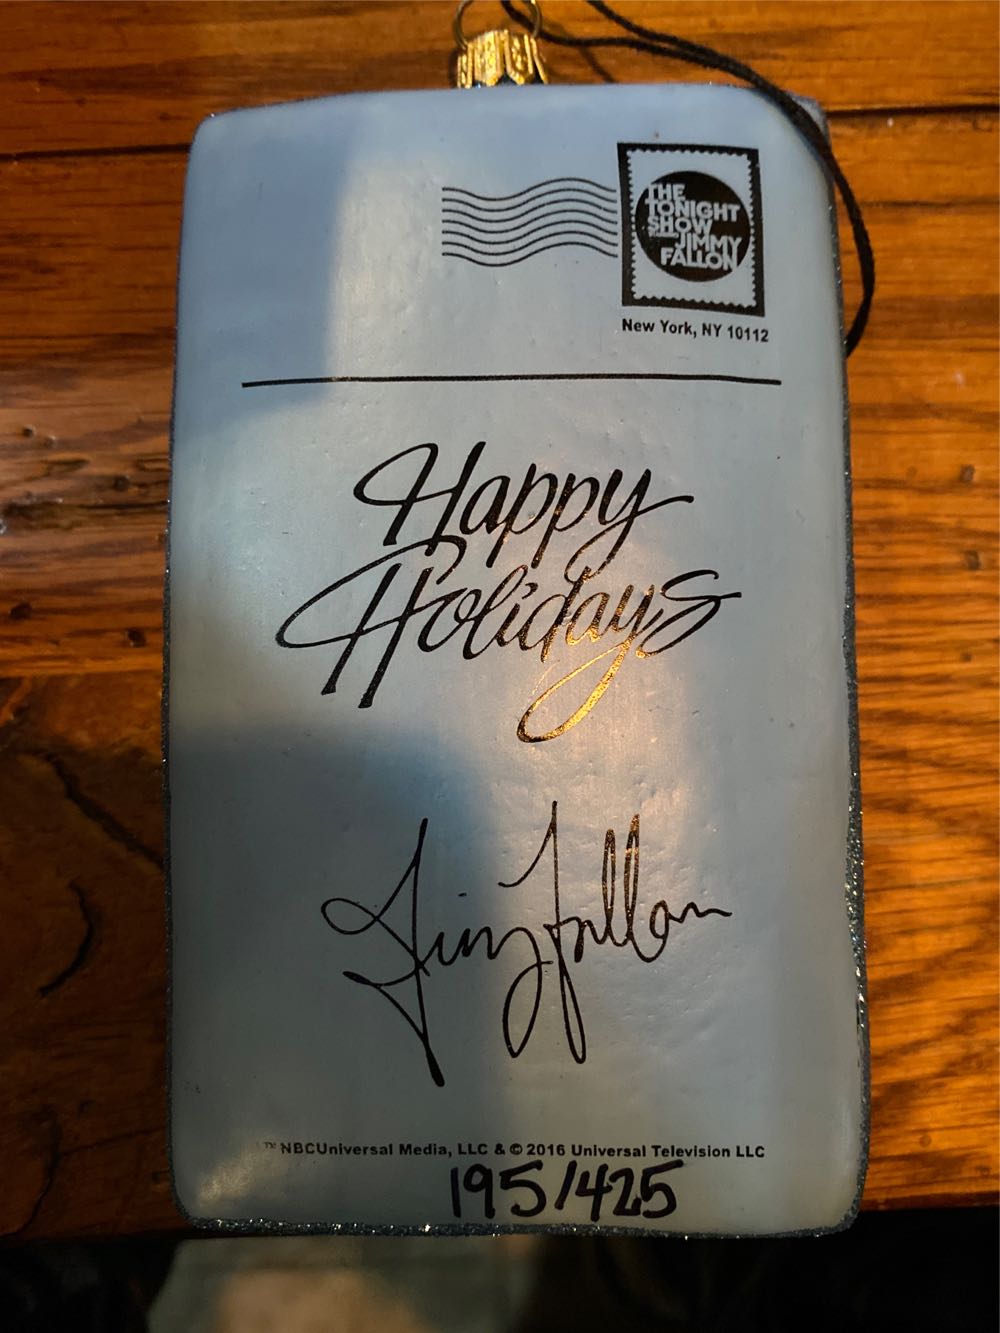 THE
TONIGHT
SHOW
JIMMY
FALLON
New York, NY 10112
Happy
Holidays
Jimmy Fallon
™ NBCUniversal Media, LLC & © 2016 Universal Television LLC
195/425